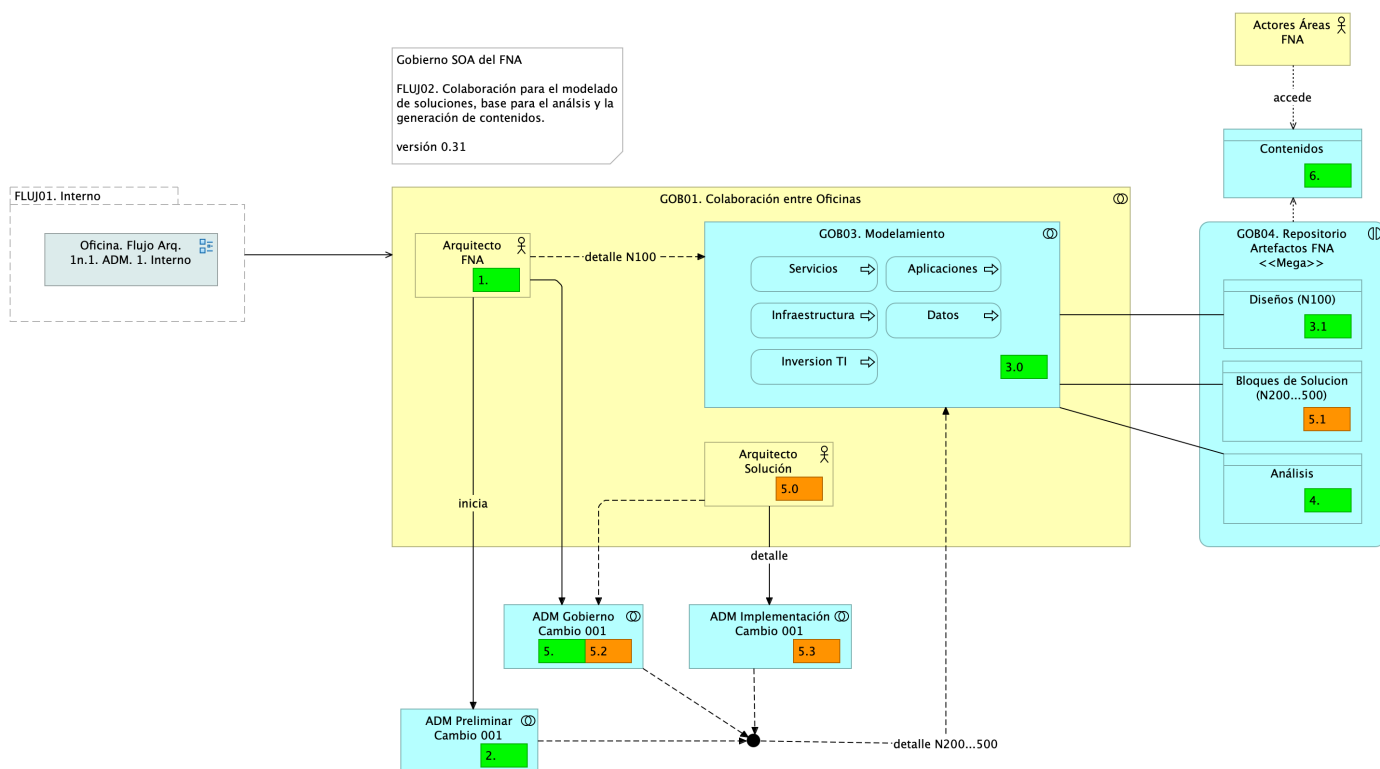 Actores Áreas
FNA
Gobierno SOA del FNA
FLUJ02. Colaboración para el modelado
de soluciones, base para el análsis y la
generación de contenidos.
versión 0.31
accede
Contenidos
6.
FLUJ01. Interno
Oficina. Flujo Arq.
1n.1. ADM. 1. Interno
GOB01. Colaboración entre Oficinas
Arquitecto
FNA
1.
detalle N100
GOB03. Modelamiento
Servicios
Aplicaciones
Infraestructura
Datos
Inversion TI
3.0
GOB04. Repositorio
Artefactos FNA
<<Mega>>
Diseños (N100)
3.1
Bloques de Solucion
(N200...500)
5.1
Análisis
4.
Arquitecto
Solución
5.0
inicia
detalle
ADM Gobierno
Cambio 001
5.
5.2
ADM Implementación
Cambio 001
5.3
ADM Preliminar
Cambio 001
2.
detalle N200...500